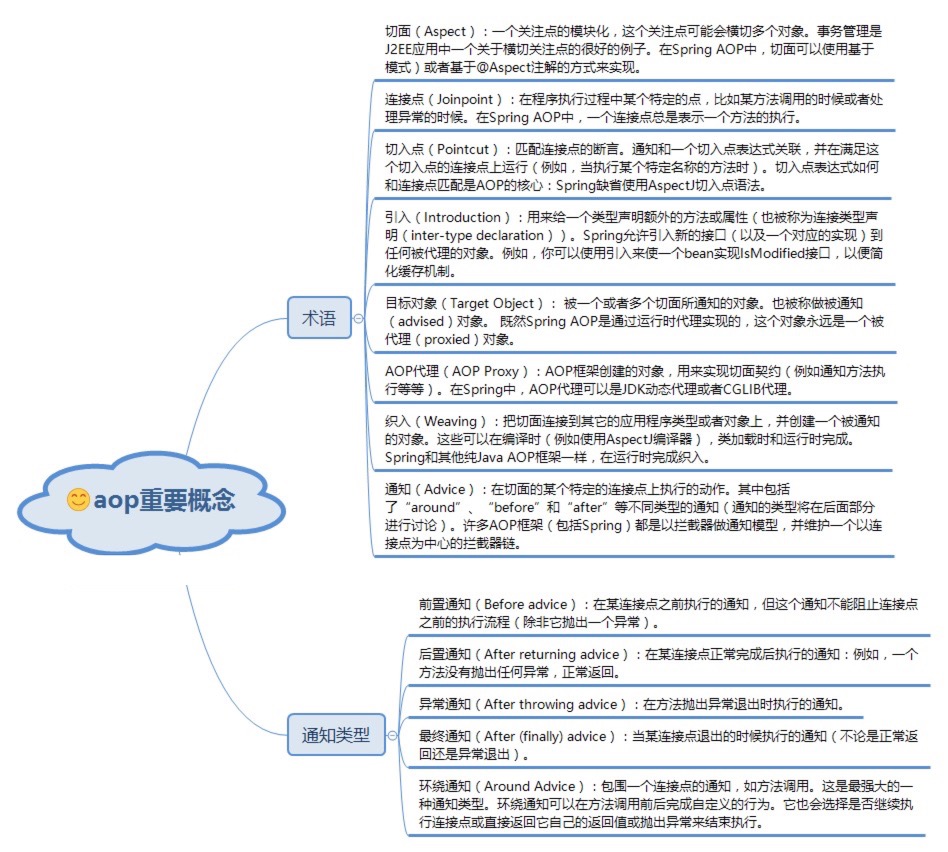 切面（Aspect）：一个关注点的模块化，这个关注点可能会横切多个对象。事务管理是
J2EE应用中一个关于横切关注点的很好的例子。在Spring AOP中，切面可以使用基于
模式）或者基于@Aspect注解的方式来实现。
连接点（Joinpoint）：在程序执行过程中某个特定的点，比如某方法调用的时候或者处
理异常的时候。在Spring AOP中，一个连接点总是表示一个方法的执行。
切入点（Pointcut）：匹配连接点的断言。通知和一个切入点表达式关联，并在满足这
个切入点的连接点上运行（例如，当执行某个特定名称的方法时）。切入点表达式如何
和连接点匹配是AOP的核心：Spring缺省使用AspectJ切入点语法。
引入（Introduction）：用来给一个类型声明额外的方法或属性（也被称为连接类型声
明（inter-type declaration））。Spring允许引入新的接口（以及一个对应的实现）到
任何被代理的对象。例如，你可以使用引入来使一个bean实现IsModified接口，以便简
化缓存机制。
目标对象（Target Object）： 被一个或者多个切面所通知的对象。也被称做被通知
（advised）对象。 既然Spring AOP是通过运行时代理实现的，这个对象永远是一个被
代理（proxied）对象。
AOP代理（AOP Proxy）：AOP框架创建的对象，用来实现切面契约（例如通知方法执
行等等）。在Spring中，AOP代理可以是JDK动态代理或者CGLIB代理。
织入（Weaving）：把切面连接到其它的应用程序类型或者对象上，并创建一个被通知
的对象。这些可以在编译时（例如使用AspectJ编译器），类加载时和运行时完成。
Spring和其他纯Java AOP框架一样，在运行时完成织入。
通知（Advice）：在切面的某个特定的连接点上执行的动作。其中包括
了“around”、“before”和“after”等不同类型的通知（通知的类型将在后面部分
进行讨论）。许多AOP框架（包括Spring）都是以拦截器做通知模型，并维护一个以连
接点为中心的拦截器链。
术语
aop重要概念
前置通知（Before advice）：在某连接点之前执行的通知，但这个通知不能阻止连接点
之前的执行流程（除非它抛出一个异常）。
后置通知（After returning advice）：在某连接点正常完成后执行的通知：例如，一个
方法没有抛出任何异常，正常返回。
异常通知（After throwing advice）：在方法抛出异常退出时执行的通知。
最终通知（After (finally) advice）：当某连接点退出的时候执行的通知（不论是正常返
回还是异常退出）。
环绕通知（Around Advice）：包围一个连接点的通知，如方法调用。这是最强大的一
种通知类型。环绕通知可以在方法调用前后完成自定义的行为。它也会选择是否继续执
行连接点或直接返回它自己的返回值或抛出异常来结束执行。
通知类型